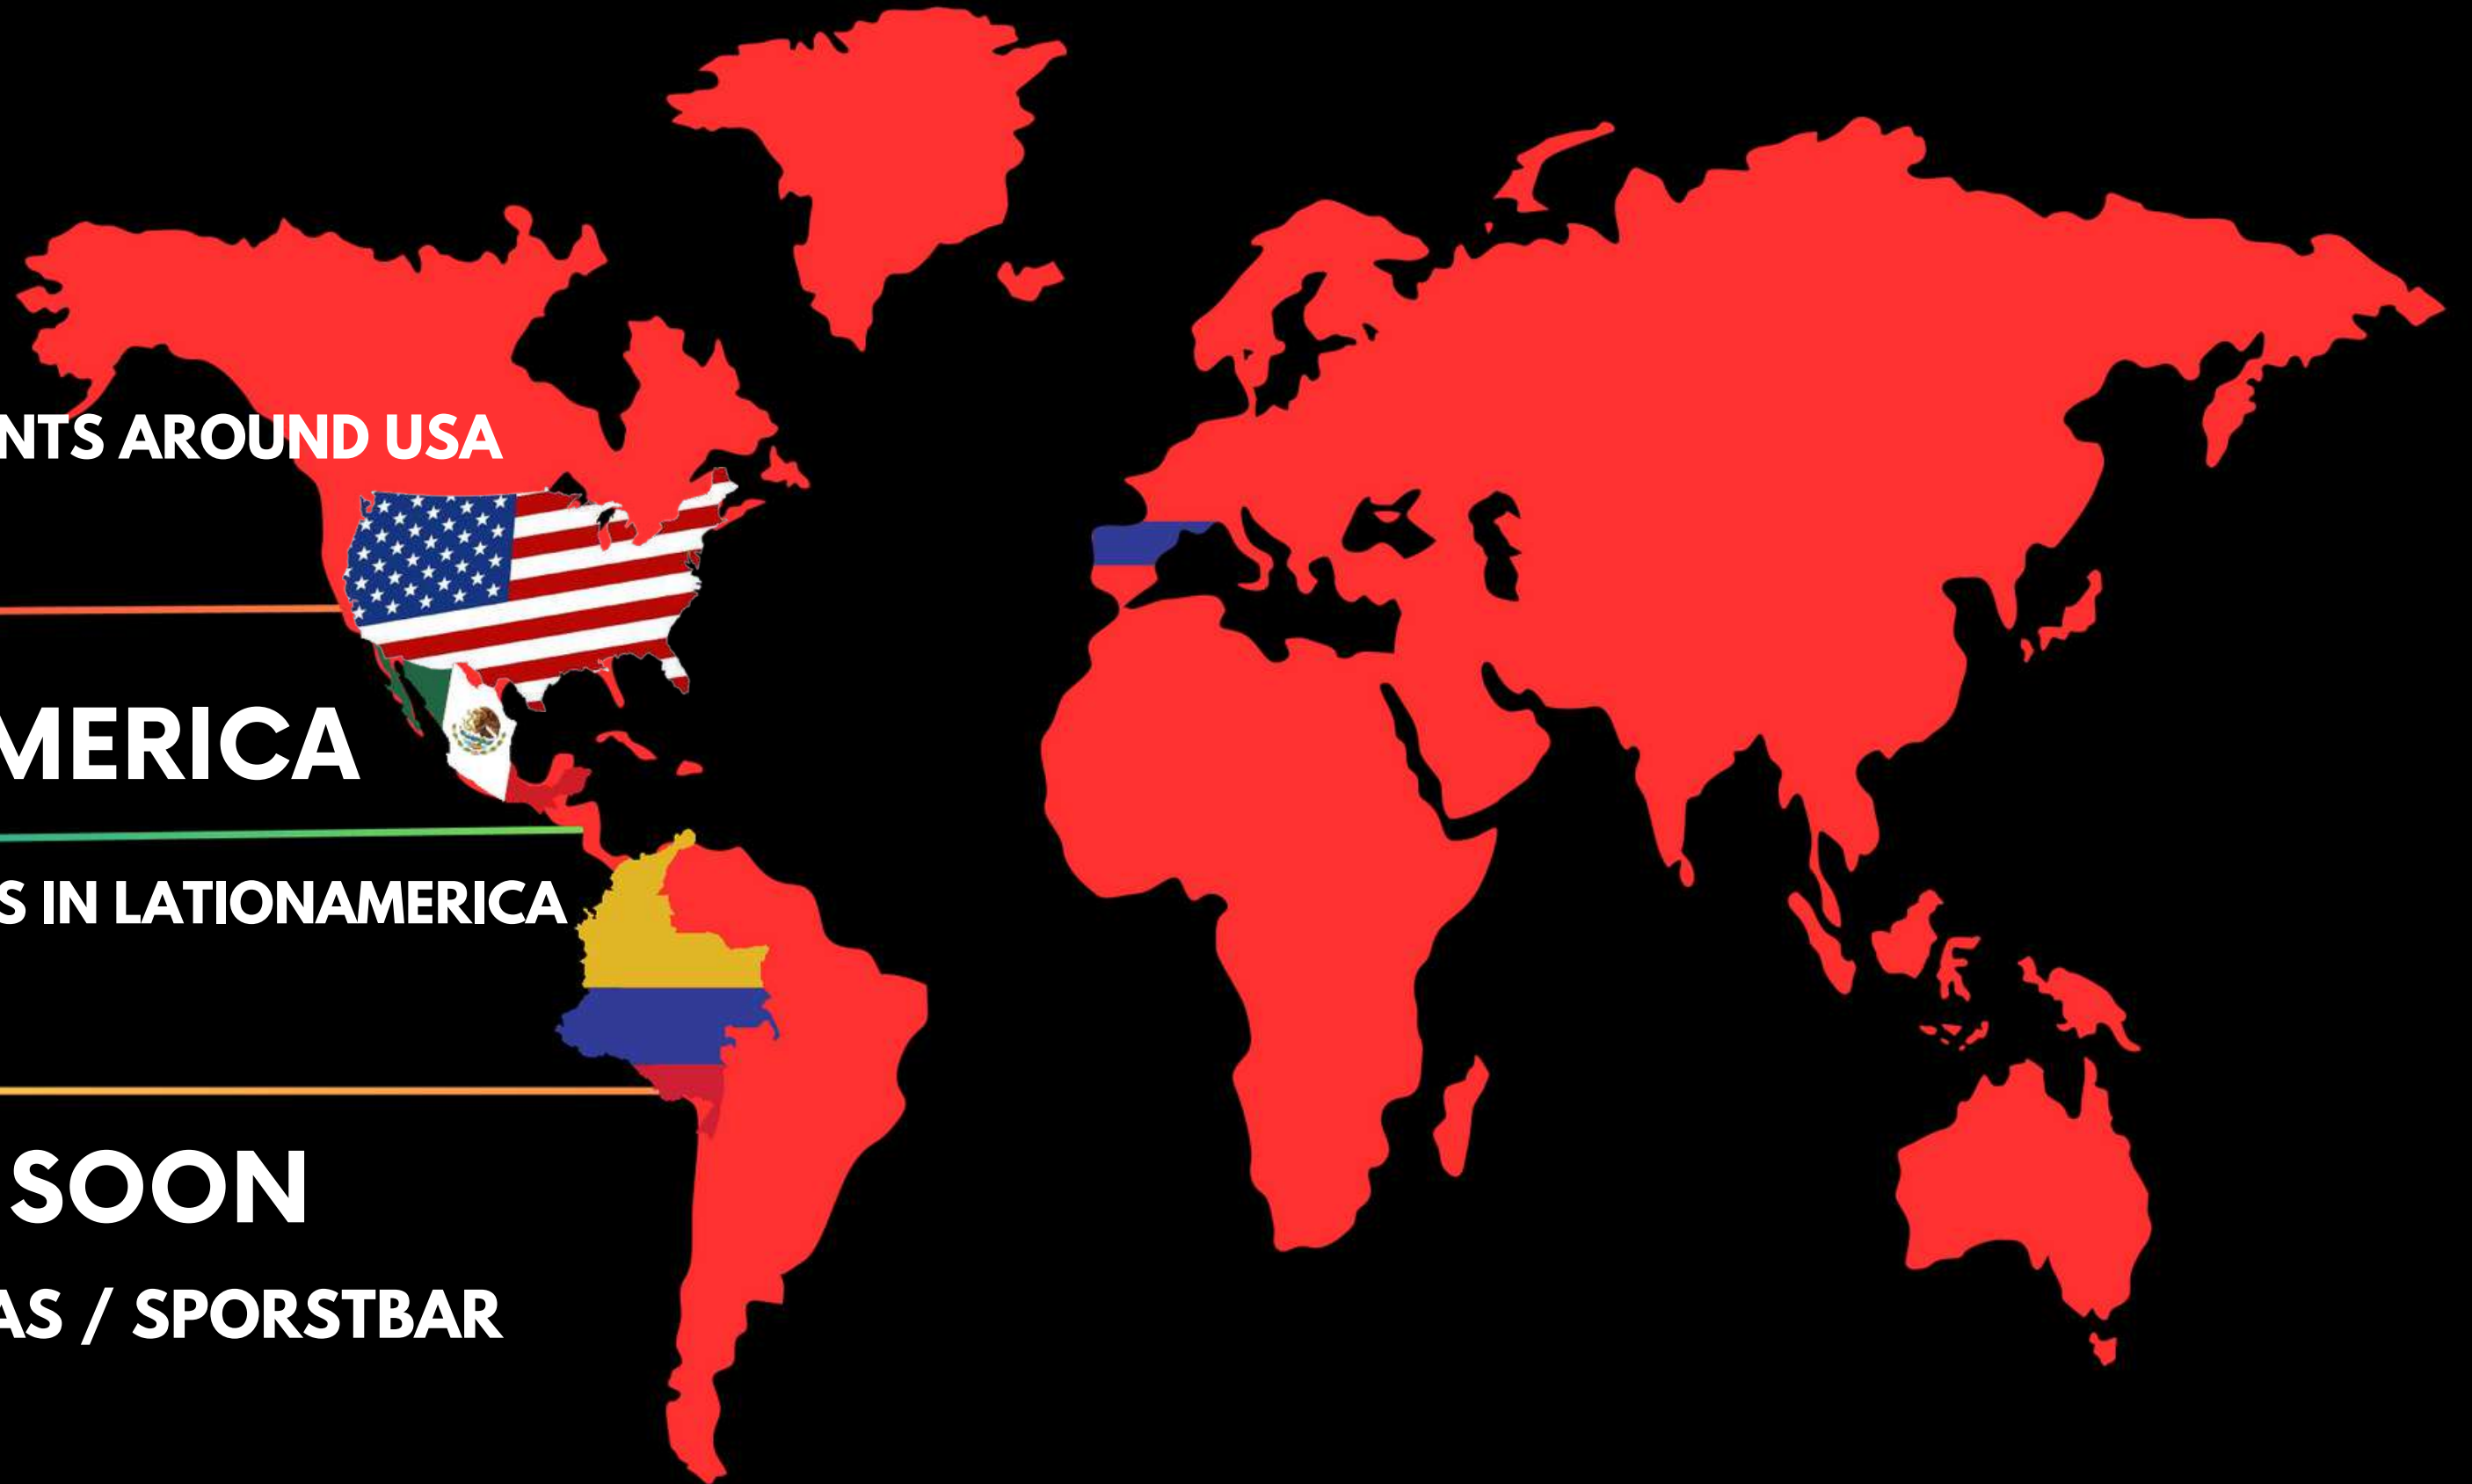 NTS AROUND USA
MERICA
S IN LATIONAMERICA
SOON
AS / SPORSTBAR